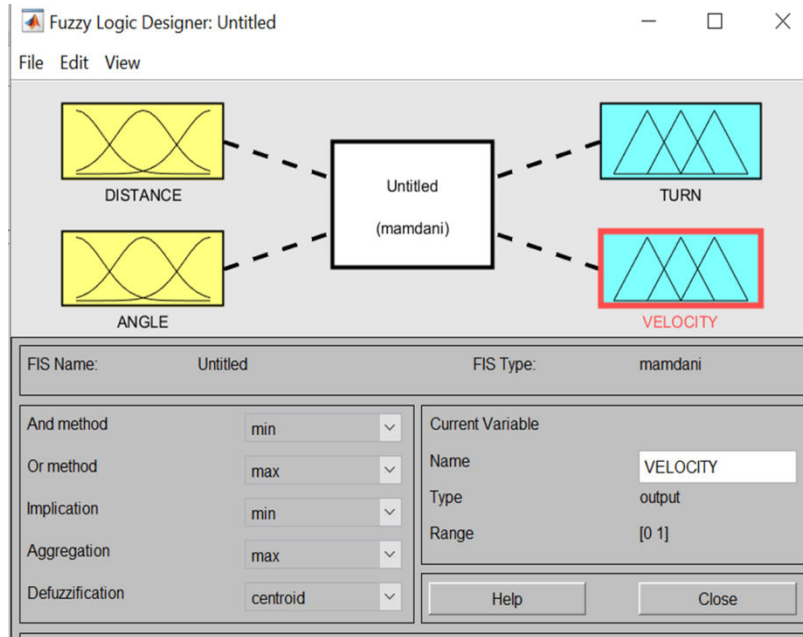 Fuzzy Logic Designer: Untitled
File Edit View
DISTANCE
ANGLE
Untitled
(mamdani)
TURN
VELOCITY
FIS Name: Untitled FIS Type: mamdani
And method min
Or method max
Implication min
Aggregation max
Defuzzification centroid
Current Variable
Name VELOCITY
Type output
Range [0 1]
Help Close